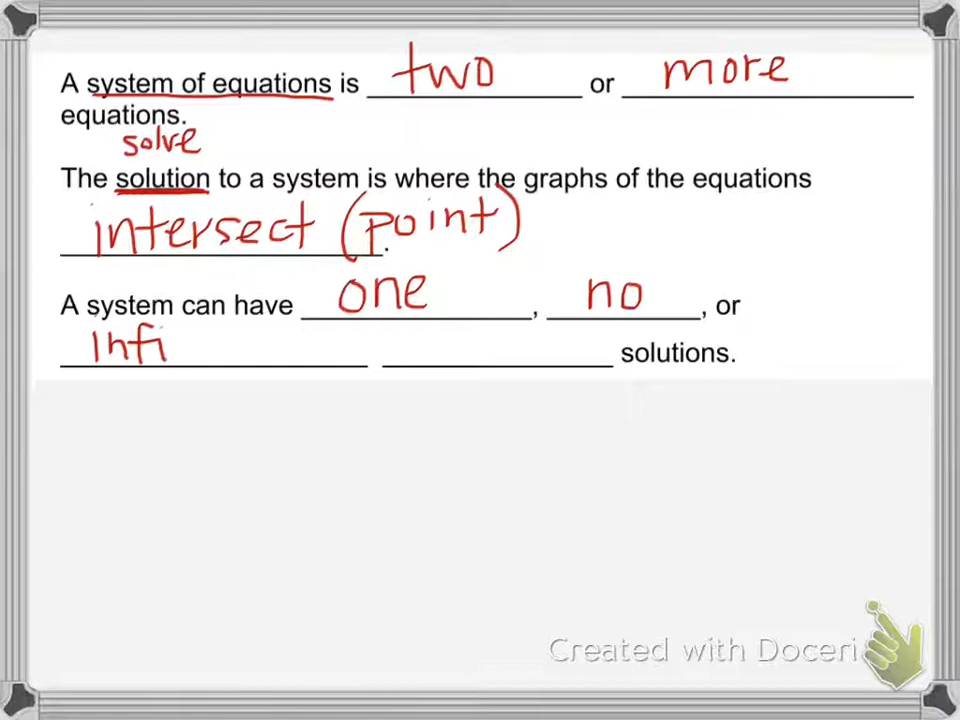 A system of equations is two or more
equations.
solve
The solution to a system is where the graphs of the equations
intersect (point).
A system can have one, no, or
Infi solutions.
Created with Doceri